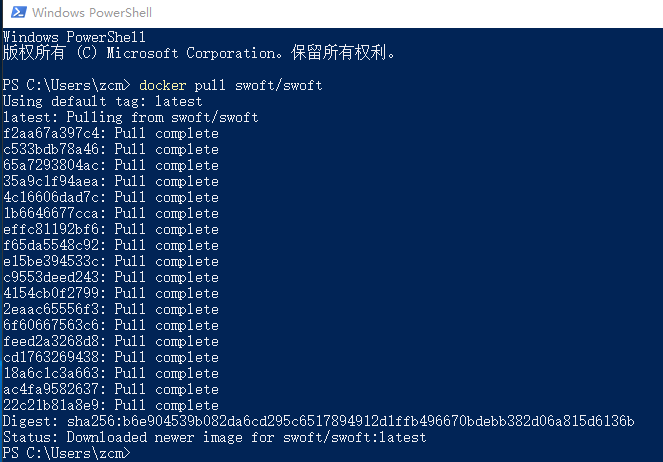 Windows PowerShell
Windows PowerShell
版权所有 (C) Microsoft Corporation。保留所有权利。
PS C:\Users\zcm> docker pull swoft/swoft
Using default tag: latest
latest: Pulling from swoft/swoft
f2aa67a397c4: Pull complete
c533bdb78a46: Pull complete
65a7293804ac: Pull complete
35a9c1f94aea: Pull complete
4c16606dad7c: Pull complete
1b6646677cca: Pull complete
effc81192bf6: Pull complete
f65da5548c92: Pull complete
e15be394533c: Pull complete
c9553deed243: Pull complete
4154cb0f2799: Pull complete
2eaac65556f3: Pull complete
6f60667563c6: Pull complete
feed2a3268d8: Pull complete
cd1763269438: Pull complete
18a6c1c3a663: Pull complete
ac4fa9582637: Pull complete
22c21b81a8e9: Pull complete
Digest: sha256:b6e904539b082da6cd295c6517894912d1ffb496670bdebb382d06a815d6136b
Status: Downloaded newer image for swoft/swoft:latest
PS C:\Users\zcm>